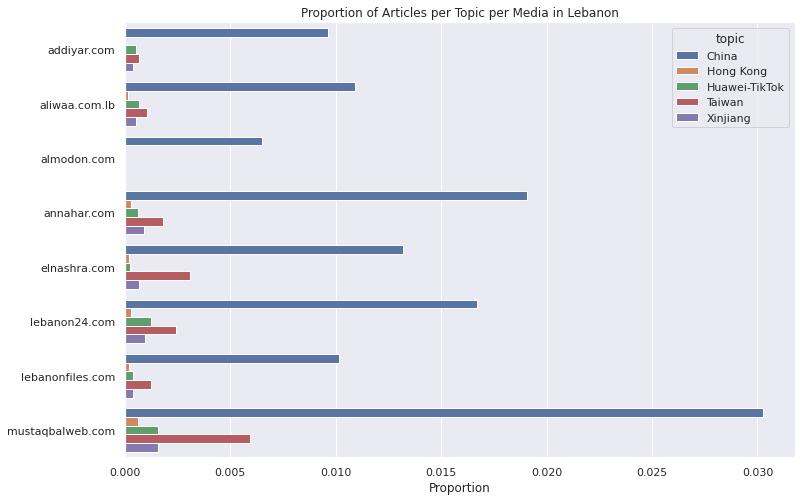 Proportion of Articles per Topic per Media in Lebanon
topic
China
Hong Kong
Huawei-TikTok
Taiwan
Xinjiang
addiyar.com
aliwaa.com.lb
almodon.com
annahar.com
elnashra.com
lebanon24.com
lebanonfiles.com
mustaqbalweb.com
0.000 0.005 0.010 0.015 0.020 0.025 0.030
Proportion